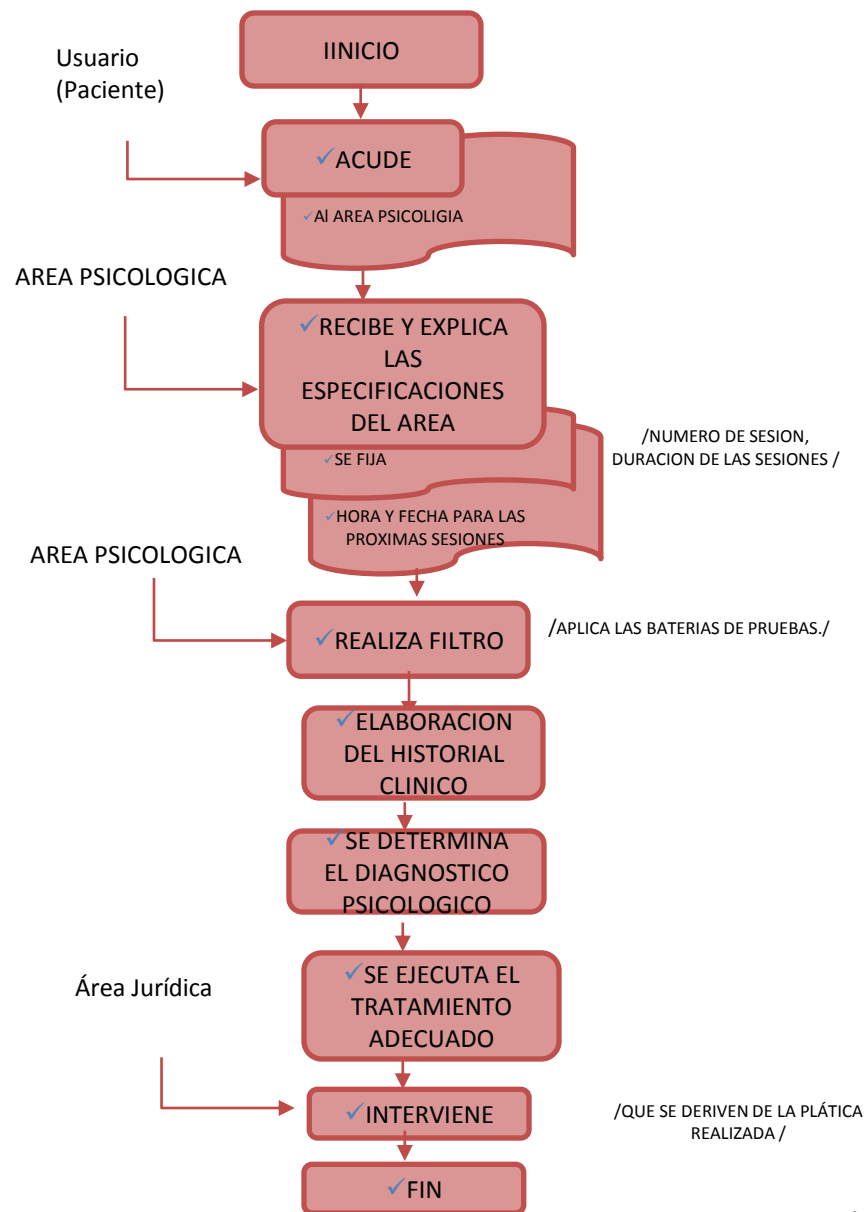 IINICIO
Usuario
(Paciente)
✓ACUDE
✓Al AREA PSICOLIGIA
AREA PSICOLOGICA
✓RECIBE Y EXPLICA
LAS
ESPECIFICACIONES
DEL AREA
/NUMERO DE SESION,
DURACION DE LAS SESIONES /
✓SE FIJA
✓HORA Y FECHA PARA LAS
PROXIMAS SESIONES
AREA PSICOLOGICA
✓REALIZA FILTRO
/APLICA LAS BATERIAS DE PRUEBAS./
✓ELABORACION
DEL HISTORIAL
CLINICO
✓SE DETERMINA
EL DIAGNOSTICO
PSICOLOGICO
✓SE EJECUTA EL
TRATAMIENTO
ADECUADO
Área Jurídica
✓INTERVIENE
/QUE SE DERIVEN DE LA PLÁTICA
REALIZADA /
✓FIN